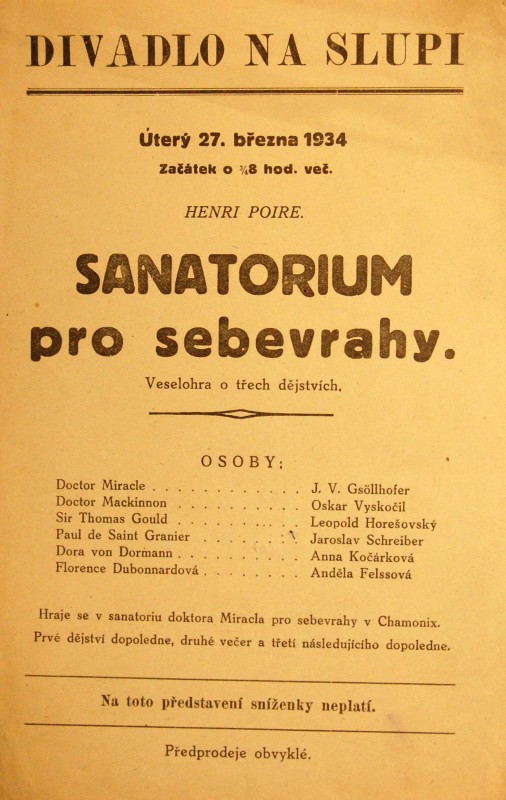 DIVADLO NA SLUPI
Úterý 27. března 1934
Začátek o ¾8 hod. več.
HENRI POIRE.
SANATORIUM
pro sebevrahy.
Veselohra o třech dějstvích.
OSOBY:
Doctor Miracle . . . . . . . . . . . . J. V. Gsöllhofer
Doctor Mackinnon . . . . . . . . . . Oskar Vyskočil
Sir Thomas Gould . . . . . . . . . . Leopold Horešovský
Paul de Saint Granier . . . . . . . . Jaroslav Schreiber
Dora von Dormann . . . . . . . . . . Anna Kočárková
Florence Dubonnardová . . . . . . . . Anděla Felssová
Hraje se v sanatoriu doktora Miracla pro sebevrahy v Chamonix.
Prvé dějství dopoledne, druhé večer a třetí následujícího dopoledne.
Na toto představení sníženky neplatí.
Předprodeje obvyklé.